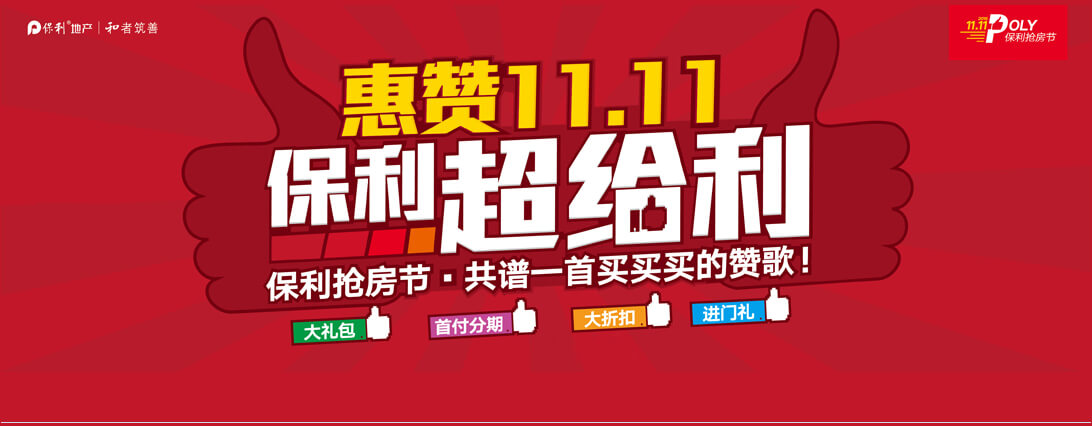 保利®地产 | 和者筑善
11.11 POLY
保利抢房节
惠赞11.11
保利超给利
保利抢房节·共谱一首买买买的赞歌!
大礼包 首付分期 大折扣 进门礼